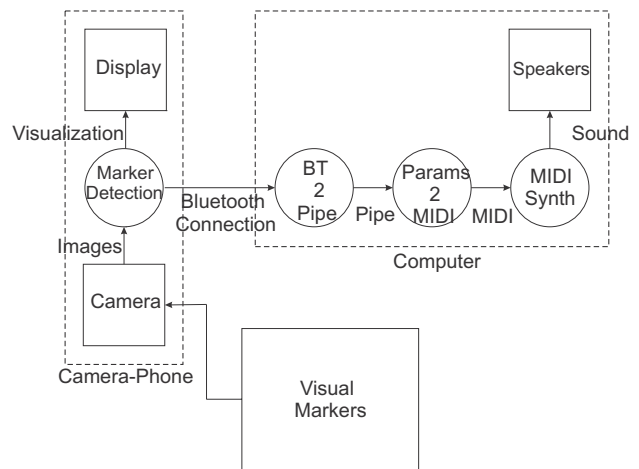 Display
Speakers
Visualization
Sound
Marker
Detection
BT
2
Pipe
Params
2
MIDI
MIDI
Synth
Bluetooth
Connection
Pipe
MIDI
Images
Computer
Camera
Camera-Phone
Visual
Markers